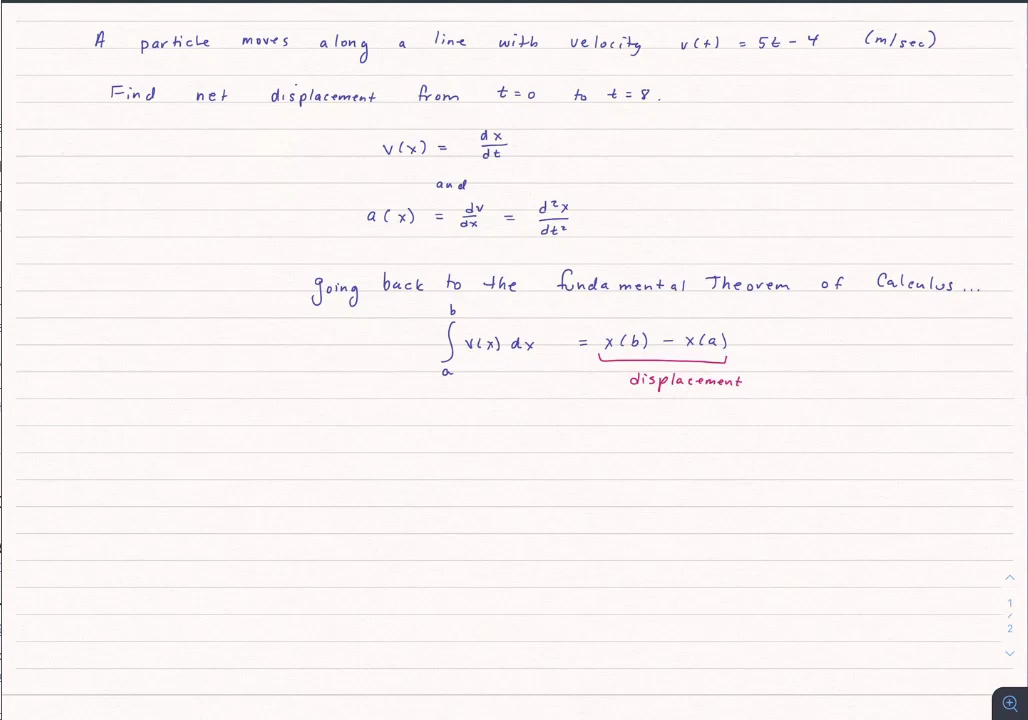 A particle moves along a line with velocity v(t) = 5t - 4 (m/sec)
Find net displacement from t=0 to t=8.
v(x) = dx/dt
and
a(x) = dv/dx = d²x/dt²
going back to the fundamental Theorem of Calculus...
∫_a^b v(x) dx = x(b) - x(a)
displacement
1
/
2